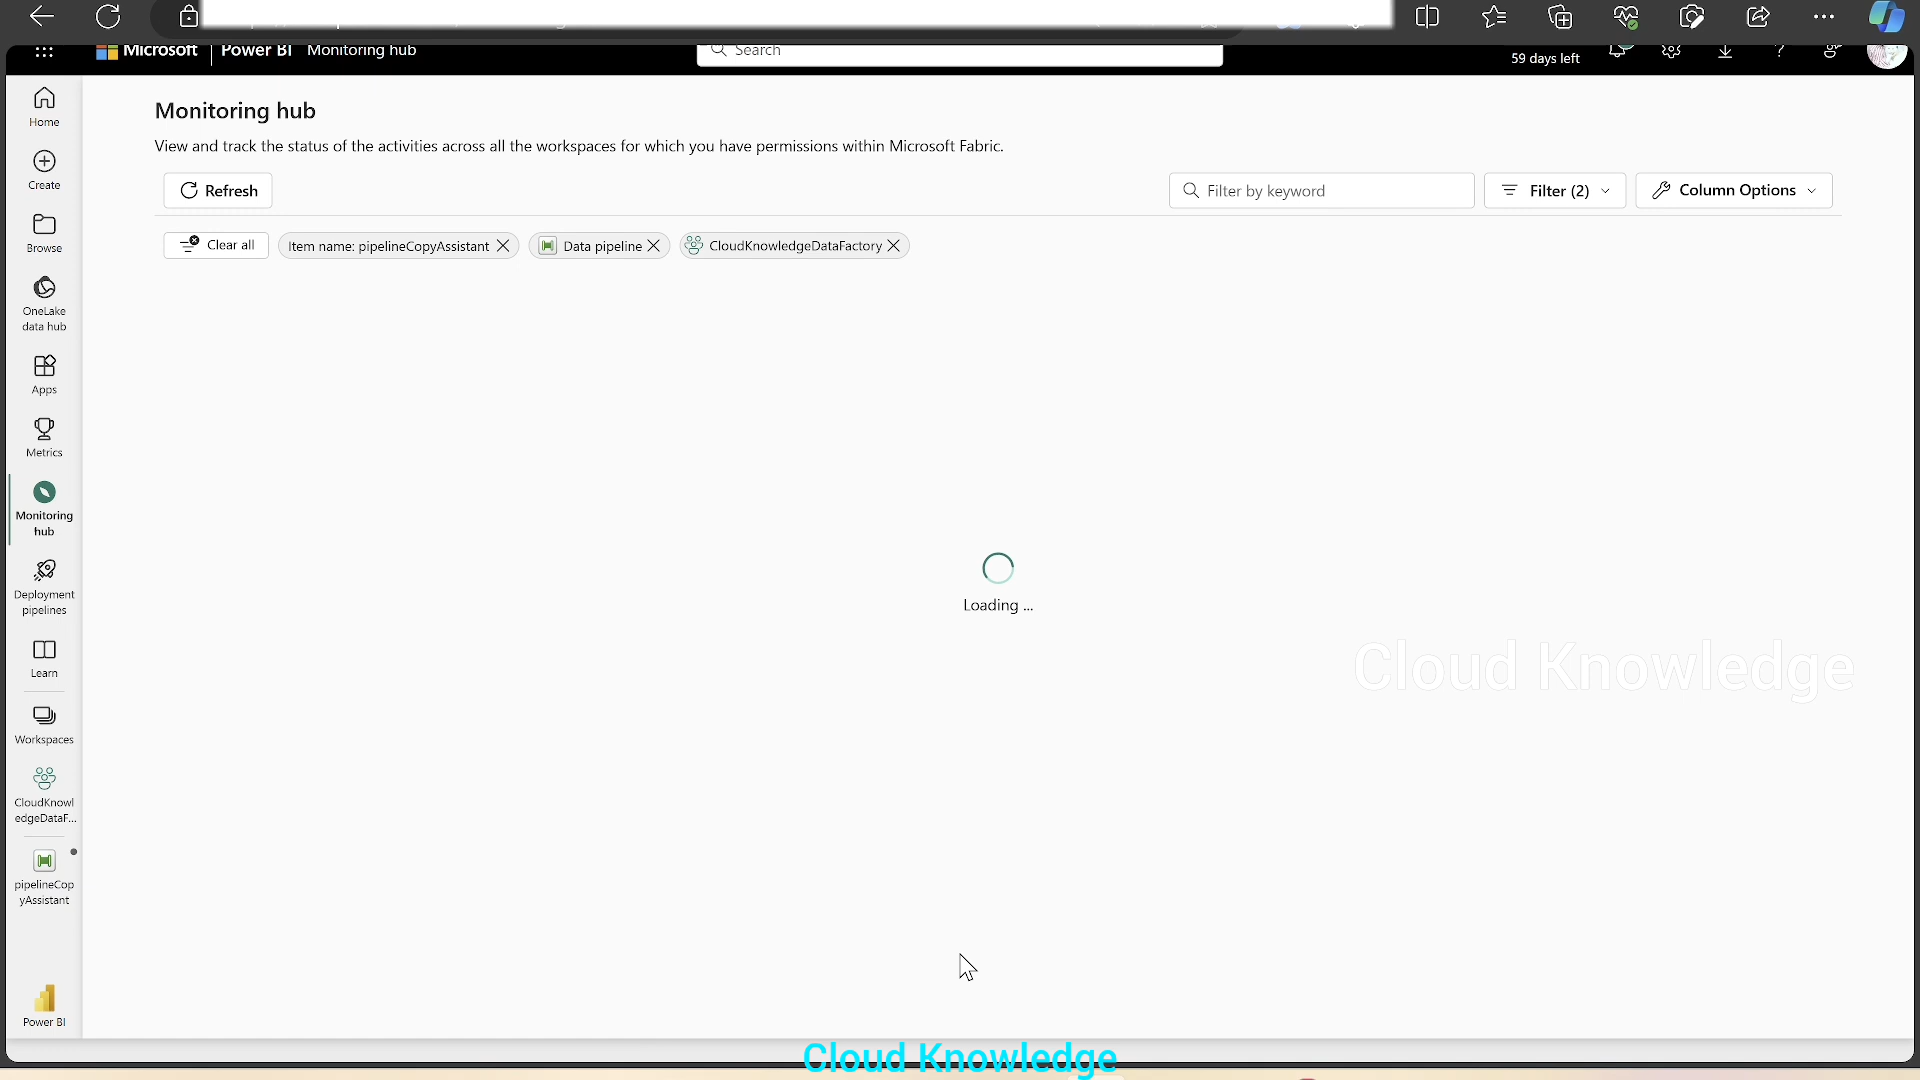 Microsoft Power BI Monitoring hub
Search
59 days left
?
Home
Create
Browse
OneLake
data hub
Apps
Metrics
Monitoring
hub
Deployment
pipelines
Learn
Workspaces
CloudKnowl
edgeDataF...
pipelineCop
yAssistant
Power BI
Monitoring hub
View and track the status of the activities across all the workspaces for which you have permissions within Microsoft Fabric.
Refresh
Filter by keyword
Filter (2)
Column Options
Clear all
Item name: pipelineCopyAssistant
Data pipeline
CloudKnowledgeDataFactory
Loading ...
Cloud Knowledge
Cloud Knowledge